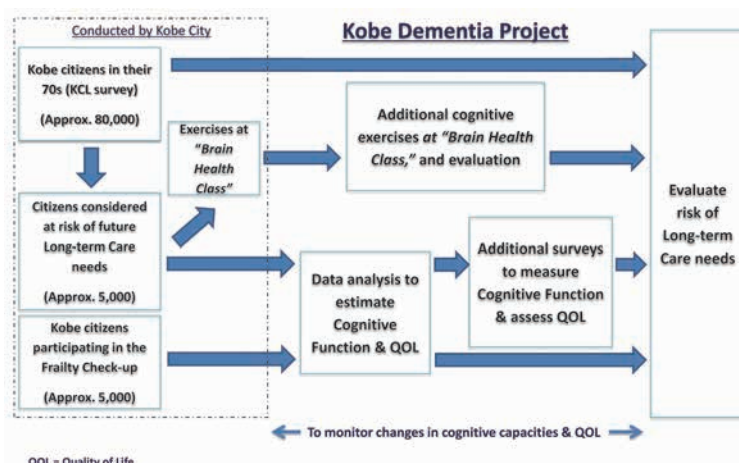 Conducted by Kobe City
Kobe Dementia Project
Kobe citizens in their
70s (KCL survey)
(Approx. 80,000)
Exercises at
"Brain
Health
Class"
Additional cognitive
exercises at "Brain Health
Class," and evaluation
Citizens considered
at risk of future
Long-term Care
needs
(Approx. 5,000)
Data analysis to
estimate
Cognitive
Function & QOL
Additional surveys
to measure
Cognitive Function
& assess QOL
Evaluate
risk of
Long-term
Care needs
Kobe citizens
participating in the
Frailty Check-up
(Approx. 5,000)
To monitor changes in cognitive capacities & QOL
QOL = Quality of Life